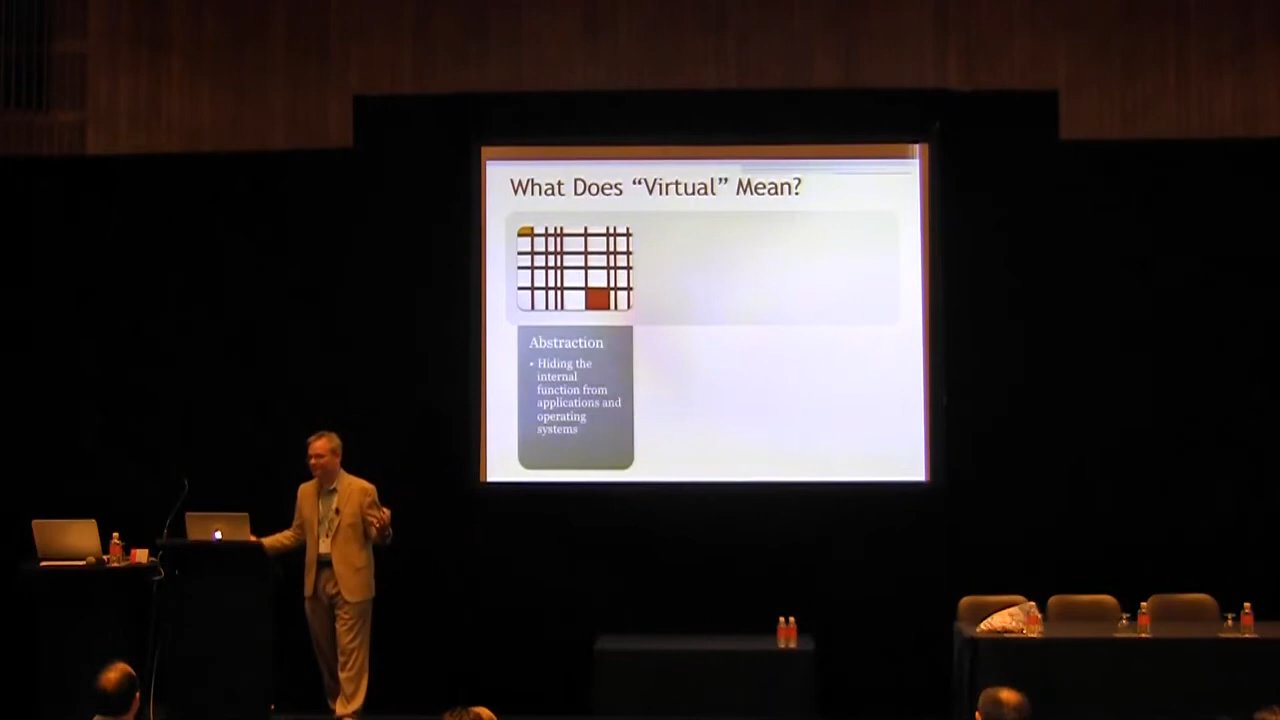 What Does “Virtual” Mean?
Abstraction
• Hiding the
internal
function from
applications and
operating
systems